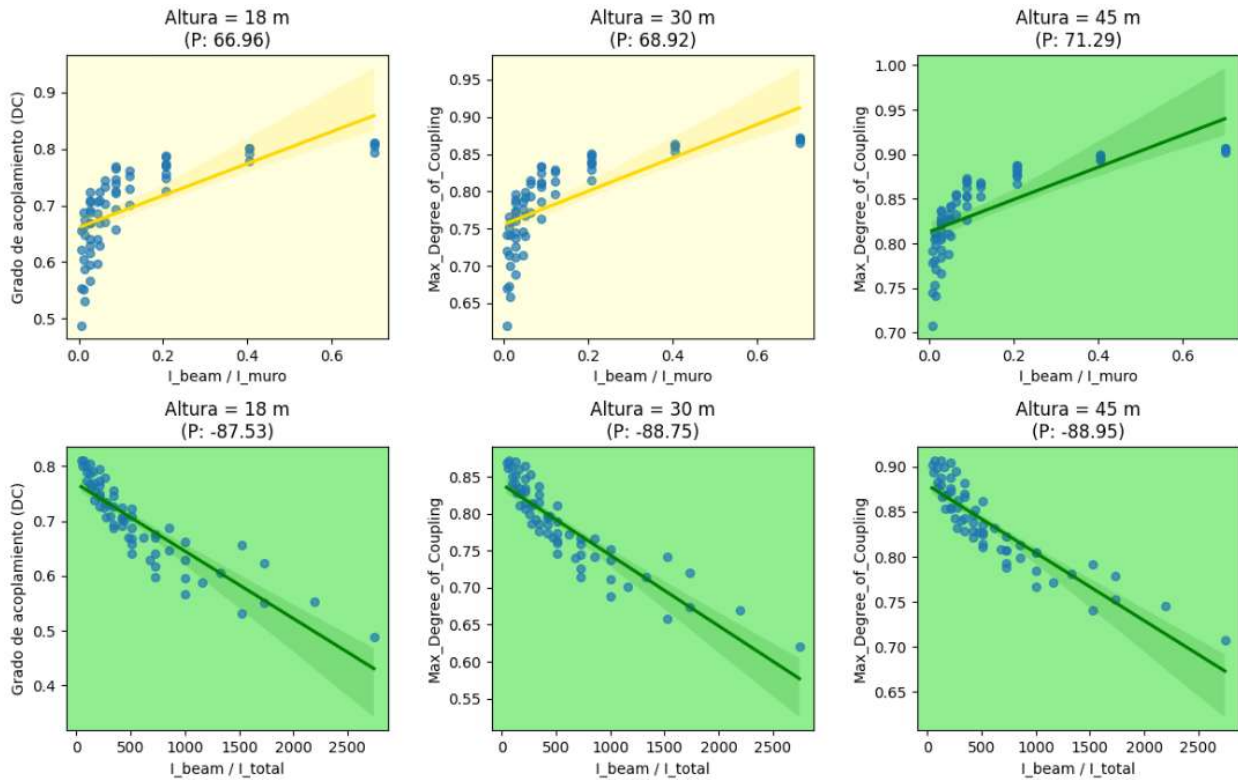 Altura = 18 m
(P: 66.96)
Grado de acoplamiento (DC)
0.9
0.8
0.7
0.6
0.5
0.0
0.2
0.4
0.6
I_beam / I_muro
Altura = 30 m
(P: 68.92)
Max_Degree_of_Coupling
0.95
0.90
0.85
0.80
0.75
0.70
0.65
0.0
0.2
0.4
0.6
I_beam / I_muro
Altura = 45 m
(P: 71.29)
Max_Degree_of_Coupling
1.00
0.95
0.90
0.85
0.80
0.75
0.70
0.0
0.2
0.4
0.6
I_beam / I_muro
Altura = 18 m
(P: -87.53)
Grado de acoplamiento (DC)
0.8
0.7
0.6
0.5
0.4
0
500
1000
1500
2000
2500
I_beam / I_total
Altura = 30 m
(P: -88.75)
Max_Degree_of_Coupling
0.85
0.80
0.75
0.70
0.65
0.60
0.55
0
500
1000
1500
2000
2500
I_beam / I_total
Altura = 45 m
(P: -88.95)
Max_Degree_of_Coupling
0.90
0.85
0.80
0.75
0.70
0.65
0
500
1000
1500
2000
2500
I_beam / I_total